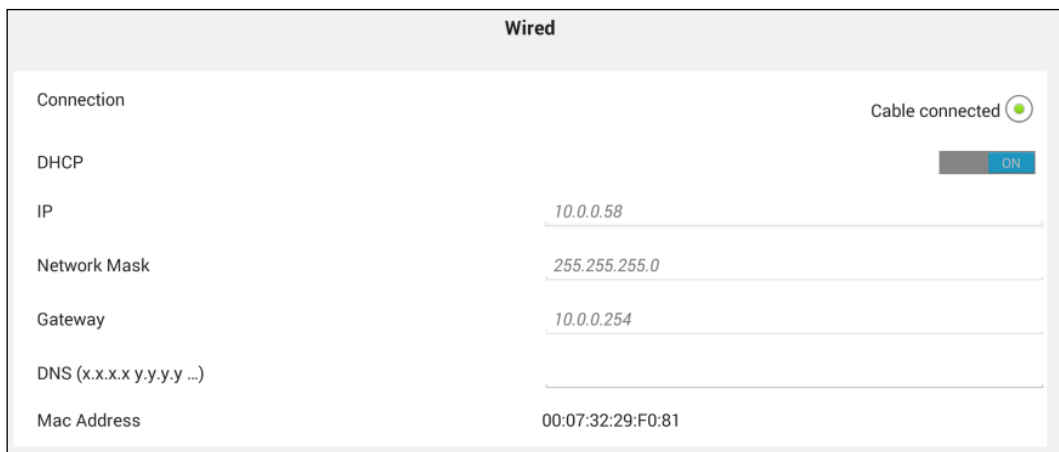 Wired
Connection
Cable connected
DHCP
ON
IP
10.0.0.58
Network Mask
255.255.255.0
Gateway
10.0.0.254
DNS (x.x.x.x y.y.y.y ...)
Mac Address
00:07:32:29:F0:81